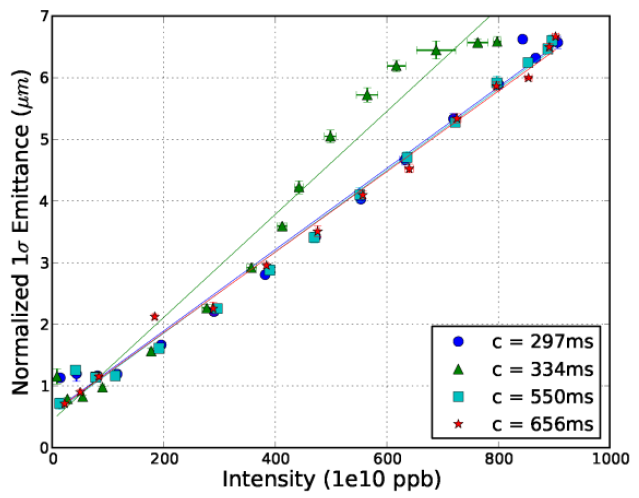 7
6
5
4
3
2
1
0
Normalized 1σ Emittance (μm)
c = 297ms
c = 334ms
c = 550ms
c = 656ms
0 200 400 600 800 1000
Intensity (1e10 ppb)